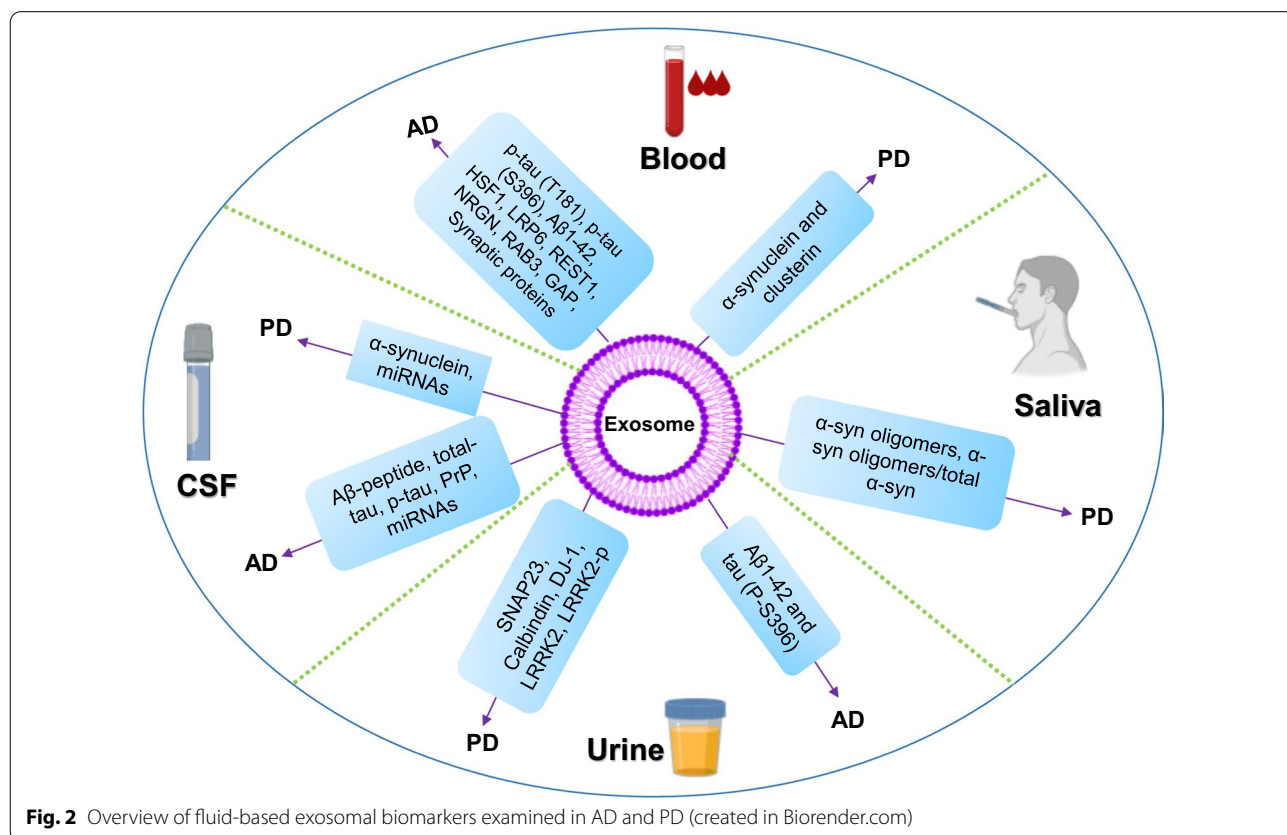 Blood
AD
p-tau (T181), p-tau
(S396), Aβ1-42,
HSF1, LRP6, REST1,
NRGN, RAB3, GAP,
Synaptic proteins
PD
α-synuclein and
clusterin
Saliva
α-syn oligomers, α-
syn oligomers/total
α-syn
PD
Exosome
PD
α-synuclein,
miRNAs
CSF
Aβ-peptide, total-
tau, p-tau, PrP,
miRNAs
AD
SNAP23,
Calbindin, DJ-1,
LRRK2, LRRK2-p
PD
Aβ1-42 and
tau (P-S396)
AD
Urine
Fig. 2 Overview of fluid-based exosomal biomarkers examined in AD and PD (created in Biorender.com)